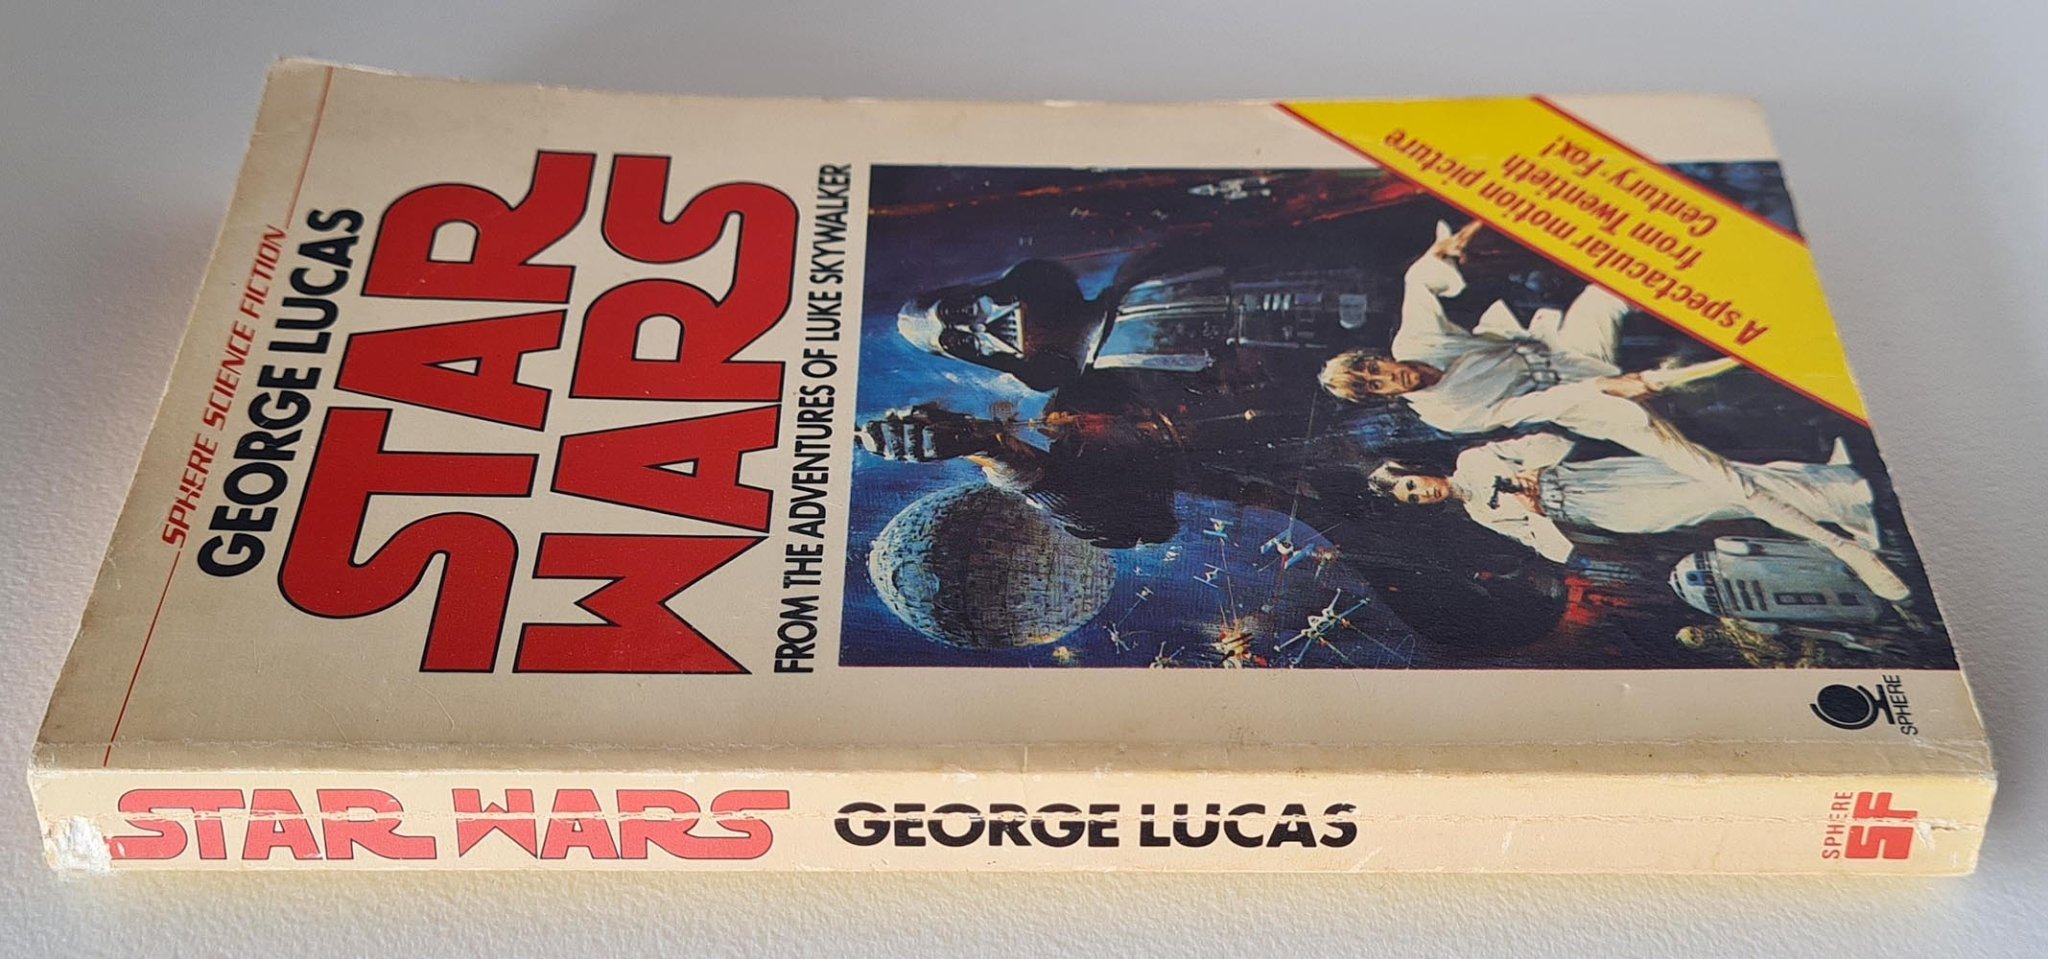 SPHERE SCIENCE FICTION
GEORGE LUCAS
STAR
WARS
FROM THE ADVENTURES OF LUKE SKYWALKER
A spectacular motion picture
from Twentieth
Century-Fox!
SPHERE
STAR WARS GEORGE LUCAS
SPHERE
SF